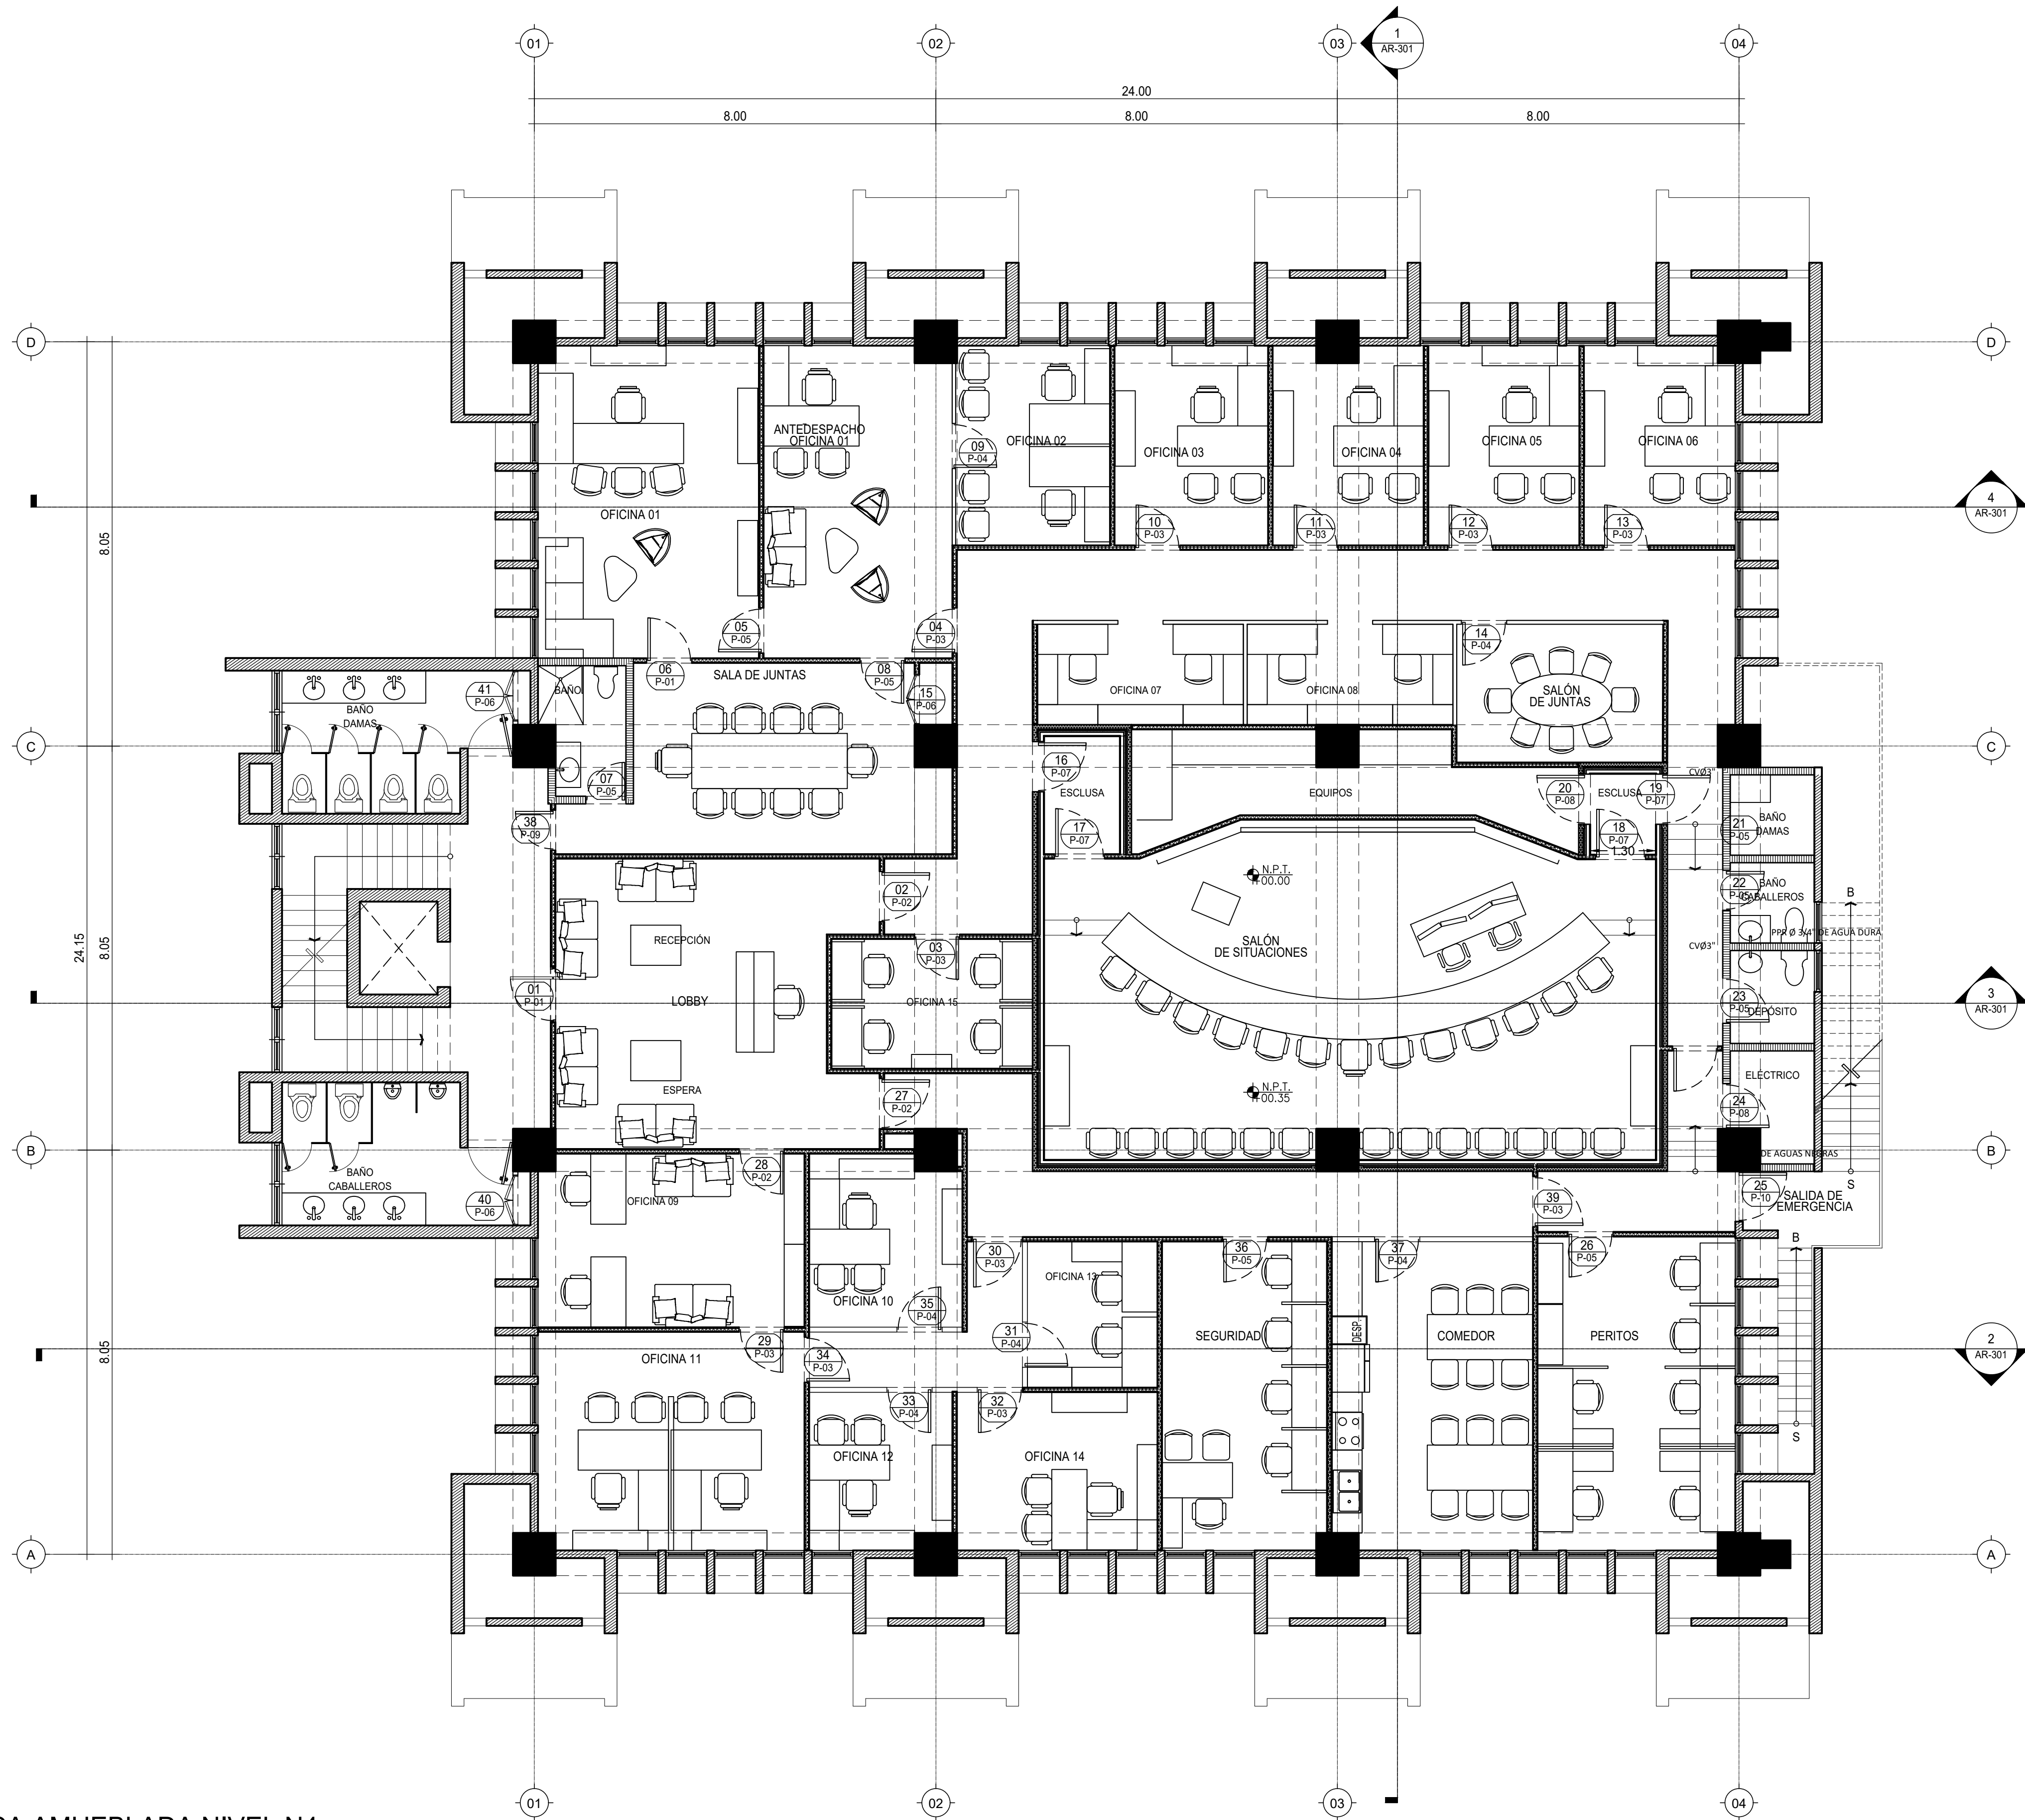 01
02
03
04
1
AR-301
24.00
8.00
8.00
8.00
D
D
ANTEDESPACHO
OFICINA 01
OFICINA 02
OFICINA 03
OFICINA 04
OFICINA 05
OFICINA 06
09
P-04
OFICINA 01
4
AR-301
10
P-03
11
P-03
12
P-03
13
P-03
8.05
05
P-05
04
P-03
14
P-04
06
P-01
SALA DE JUNTAS
08
P-05
15
P-06
41
P-06
BAÑO
OFICINA 07
OFICINA 08
SALÓN
DE JUNTAS
BAÑO
DAMAS
C
C
16
P-07
07
P-05
ESCLUSA
EQUIPOS
20
P-08
ESCLUSA
19
P-07
CVØ3"
38
P-09
17
P-07
18
P-07
1.30
21
P-05
BAÑO
DAMAS
N.P.T.
+00.00
02
P-02
22
P-05
BAÑO
CABALLEROS
B
PPR Ø 3/4" DE AGUA DURA
RECEPCIÓN
03
P-03
SALÓN
DE SITUACIONES
CVØ3"
24.15
8.05
01
P-01
LOBBY
OFICINA 15
23
P-05
DEPÓSITO
3
AR-301
ESPERA
27
P-02
N.P.T.
+00.35
ELÉCTRICO
24
P-08
B
B
DE AGUAS NEGRAS
BAÑO
CABALLEROS
28
P-02
OFICINA 09
40
P-06
39
P-03
25
P-10
S
SALIDA DE
EMERGENCIA
30
P-03
36
P-05
37
P-04
26
P-05
B
OFICINA 13
OFICINA 10
35
P-04
31
P-04
SEGURIDAD
DESP.
COMEDOR
PERITOS
8.05
OFICINA 11
29
P-03
34
P-03
2
AR-301
33
P-04
32
P-03
OFICINA 12
OFICINA 14
S
A
A
01
02
03
04